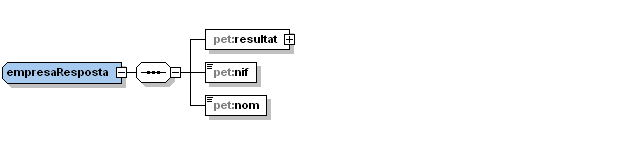 pet:resultat
empresaResposta
pet:nif
pet:nom